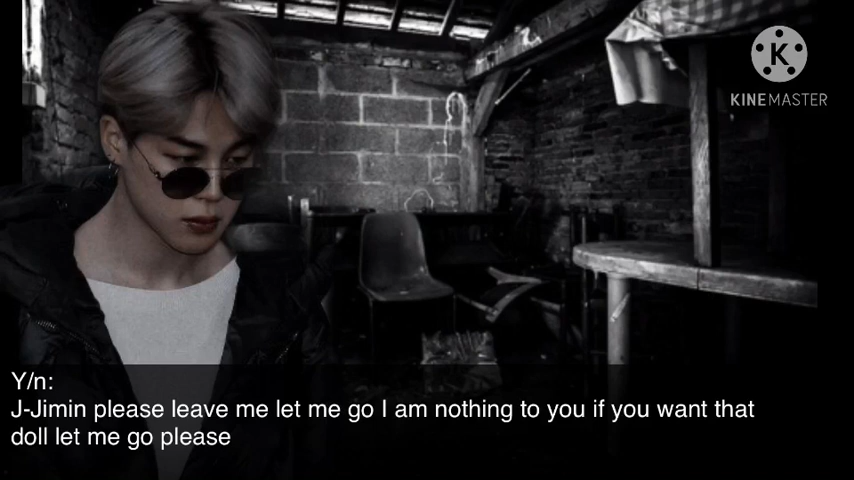 KINEMASTER
Y/n:
J-Jimin please leave me let me go I am nothing to you if you want that
doll let me go please